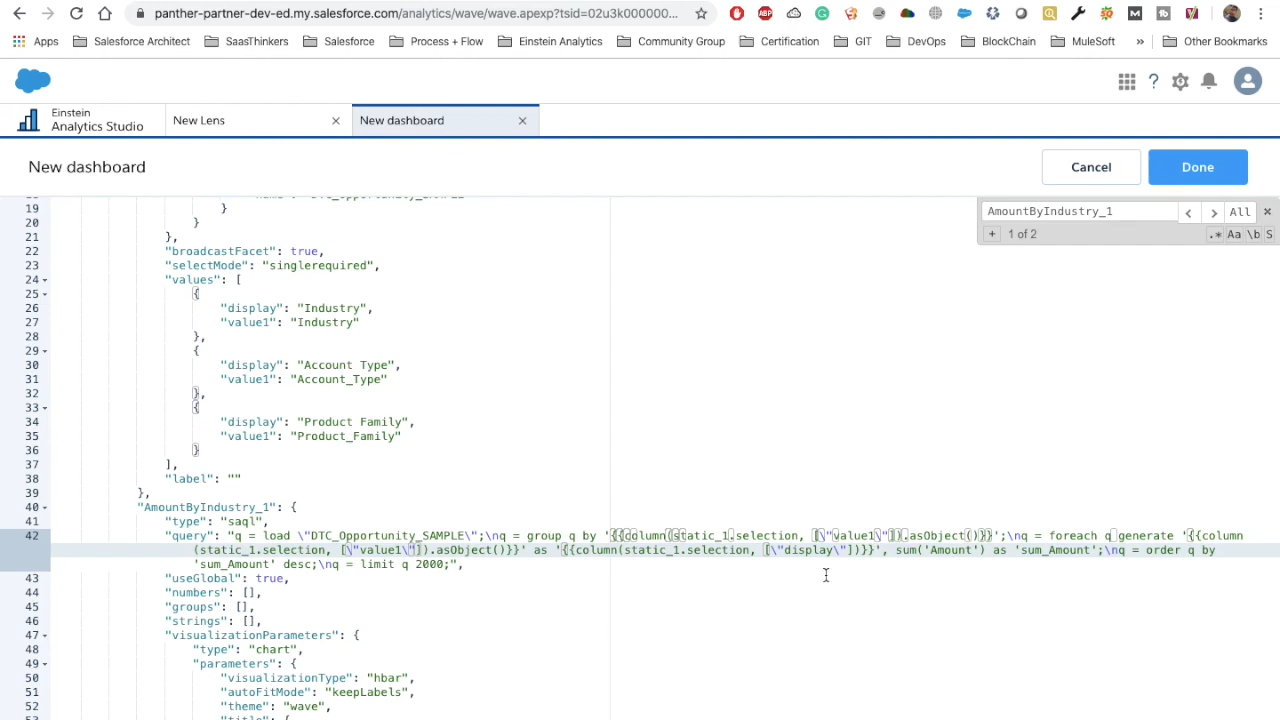 panther-partner-dev-ed.my.salesforce.com/analytics/wave/wave.apexp?tsid=02u3k000000...
Apps Salesforce Architect SaasThinkers Salesforce Process + Flow Einstein Analytics Community Group Certification GIT DevOps BlockChain MuleSoft » Other Bookmarks
Einstein
Analytics Studio
New Lens
New dashboard
New dashboard
Cancel
Done
AmountByIndustry_1
All
+ 1 of 2 .* Aa \b S
19 }
20 }
21 },
22 "broadcastFacet": true,
23 "selectMode": "singlerequired",
24 "values": [
25 {
26 "display": "Industry",
27 "value1": "Industry"
28 },
29 {
30 "display": "Account Type",
31 "value1": "Account_Type"
32 },
33 {
34 "display": "Product Family",
35 "value1": "Product_Family"
36 }
37 ],
38 "label": ""
39 },
40 "AmountByIndustry_1": {
41 "type": "saql",
42 "query": "q = load \"DTC_Opportunity_SAMPLE\";\nq = group q by '{{column(static_1.selection, [\"value1\"]).asObject()}}';\nq = foreach q generate '{{column
(static_1.selection, [\"value1\"]).asObject()}}' as '{{column(static_1.selection, [\"display\"])}}', sum('Amount') as 'sum_Amount';\nq = order q by
'sum_Amount' desc;\nq = limit q 2000;",
43 "useGlobal": true,
44 "numbers": [],
45 "groups": [],
46 "strings": [],
47 "visualizationParameters": {
48 "type": "chart",
49 "parameters": {
50 "visualizationType": "hbar",
51 "autoFitMode": "keepLabels",
52 "theme": "wave",